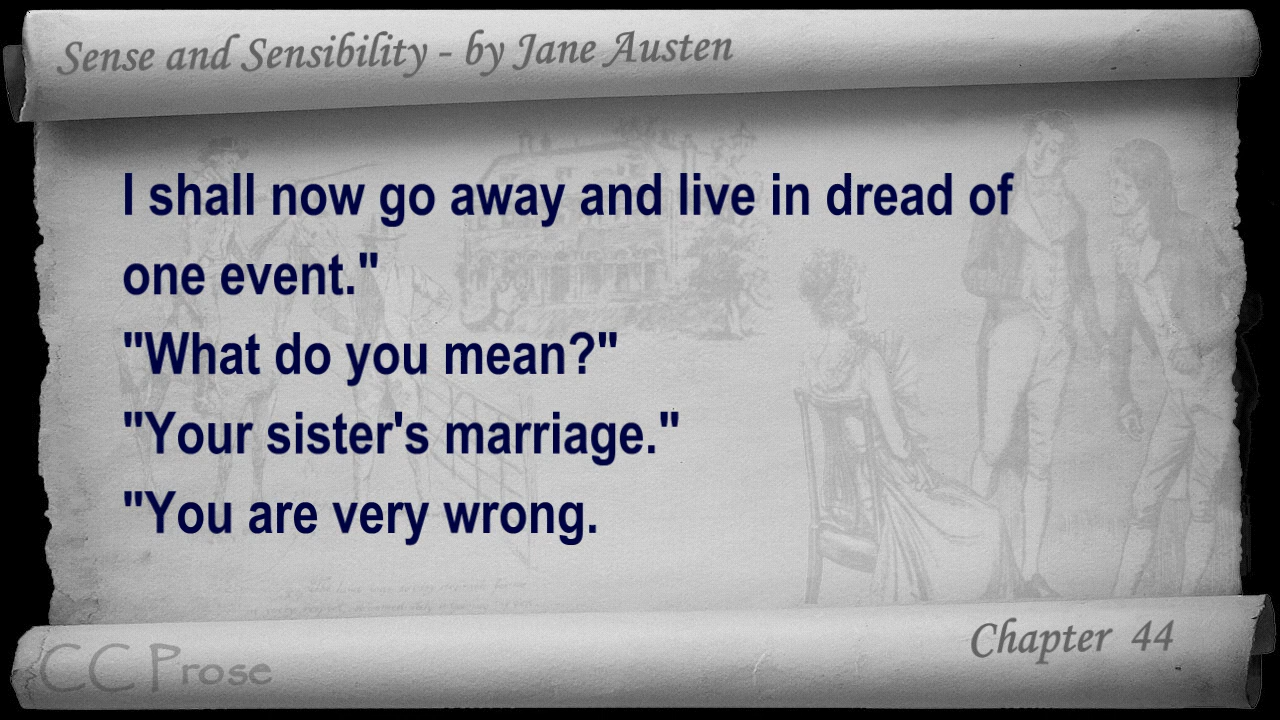 Sense and Sensibility - by Jane Austen
I shall now go away and live in dread of
one event."
"What do you mean?"
"Your sister's marriage."
"You are very wrong.
Chapter 44
CC Prose